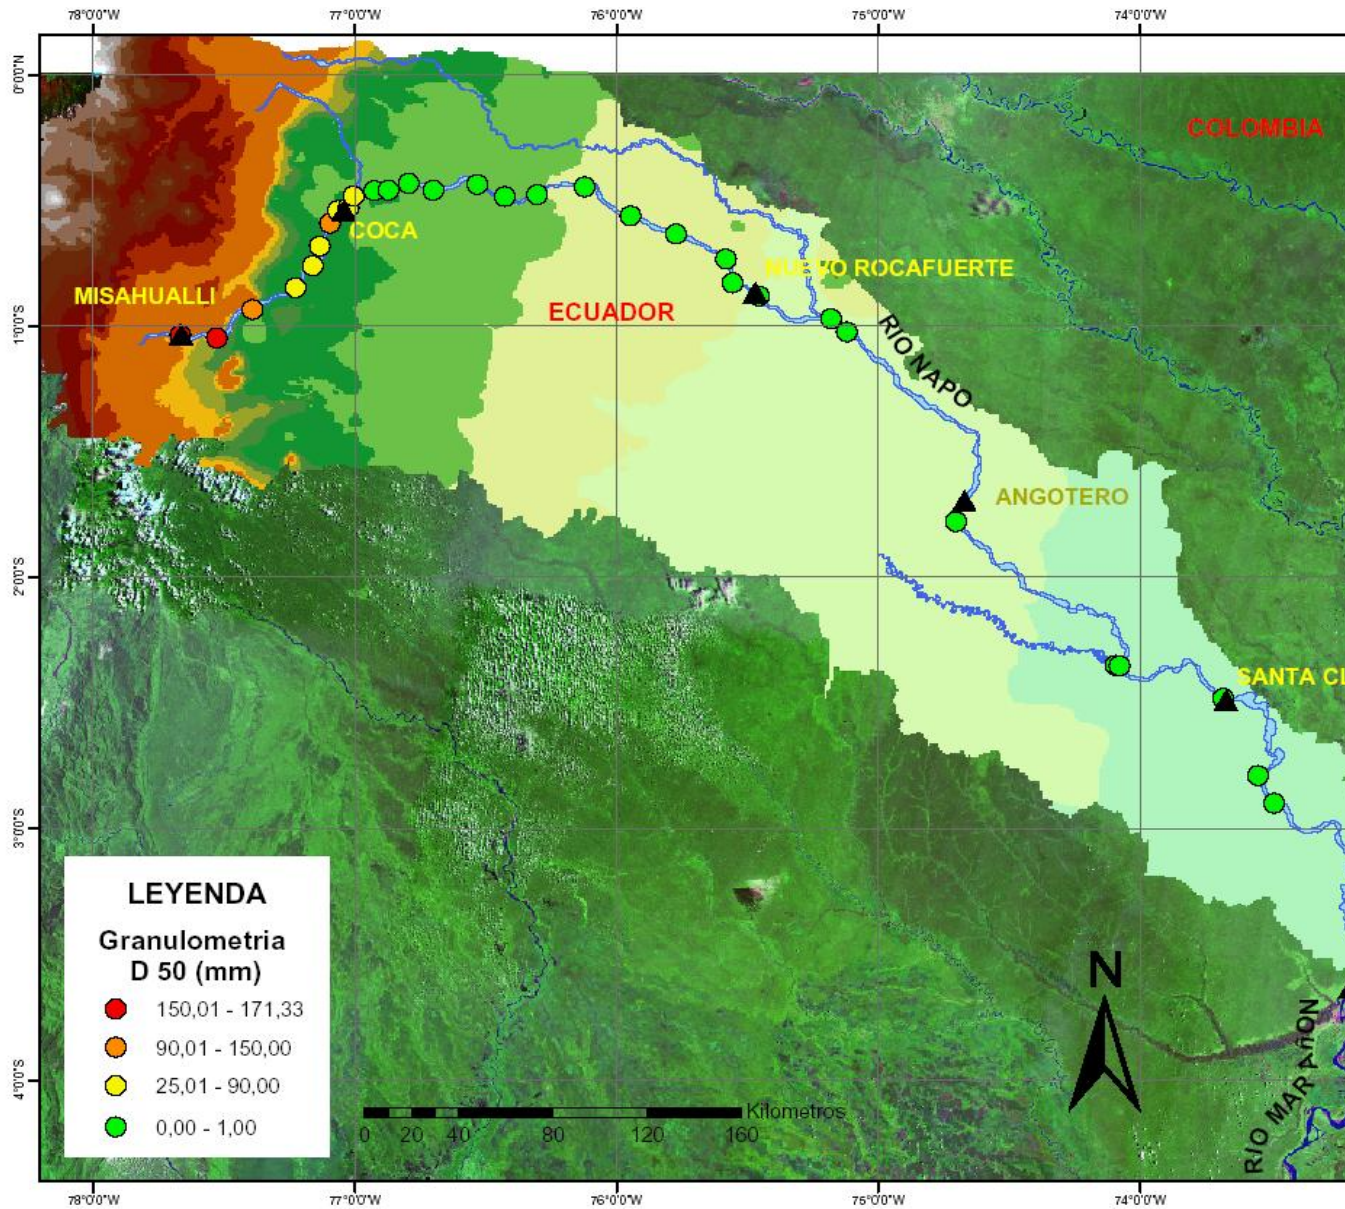 78°0'0"W
77°0'0"W
76°0'0"W
75°0'0"W
74°0'0"W
0°0'0"N
COLOMBIA
COCA
NUEVO ROCAFUERTE
MISAHUALLI
ECUADOR
1°0'0"S
RIO NAPO
ANGOTERO
2°0'0"S
SANTA CL
3°0'0"S
LEYENDA
Granulometria
D 50 (mm)
150,01 - 171,33
90,01 - 150,00
25,01 - 90,00
0,00 - 1,00
N
4°0'0"S
Kilometros
0 20 40 80 120 160
RIO MARAñON
78°0'0"W
77°0'0"W
76°0'0"W
75°0'0"W
74°0'0"W